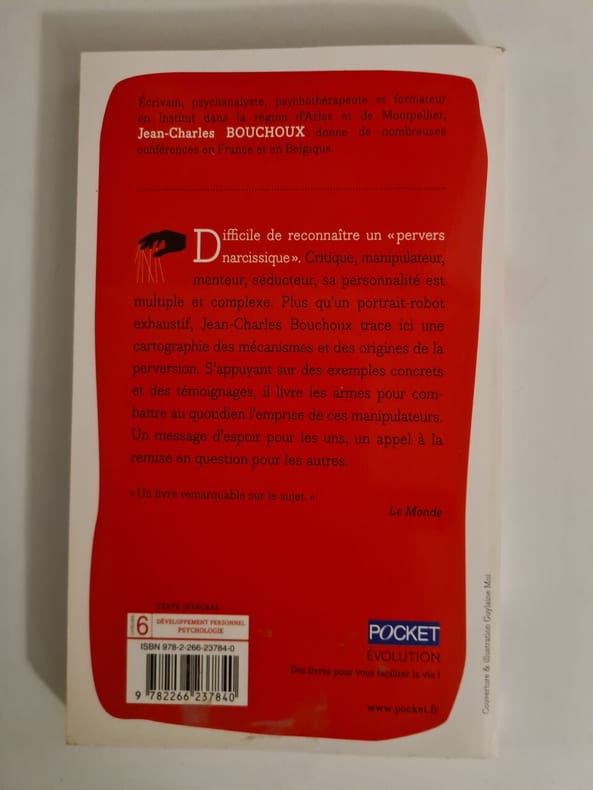 Écrivain, psychanalyste, psychothérapeute et formateur
en Institut dans la région d'Arles et de Montpellier,
Jean-Charles BOUCHOUX donne de nombreuses
conférences en France et en Belgique.
Difficile de reconnaître un « pervers
narcissique ». Critique, manipulateur,
menteur, séducteur, sa personnalité est
multiple et complexe. Plus qu'un portrait-robot
exhaustif, Jean-Charles Bouchoux trace ici une
cartographie des mécanismes et des origines de la
perversion. S'appuyant sur des exemples concrets
et des témoignages, il livre les armes pour com-
battre au quotidien l'emprise de ces manipulateurs.
Un message d'espoir pour les uns, un appel à la
remise en question pour les autres.
« Un livre remarquable sur le sujet. »
Le Monde
TEXTE INTÉGRAL
6
DÉVELOPPEMENT PERSONNEL
PSYCHOLOGIE
ISBN 978-2-266-23784-0
9 782266 237840
POCKET
ÉVOLUTION
Des livres pour vous faciliter la vie !
www.pocket.fr
Couverture & illustration Guylaine Moi